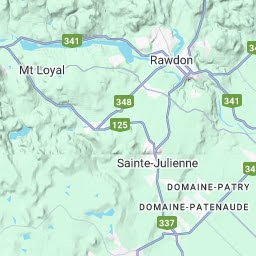 341
Rawdon
Mt Loyal
348
341
125
Sainte-Julienne
DOMAINE-PATRY
DOMAINE-PATENAUDE
337